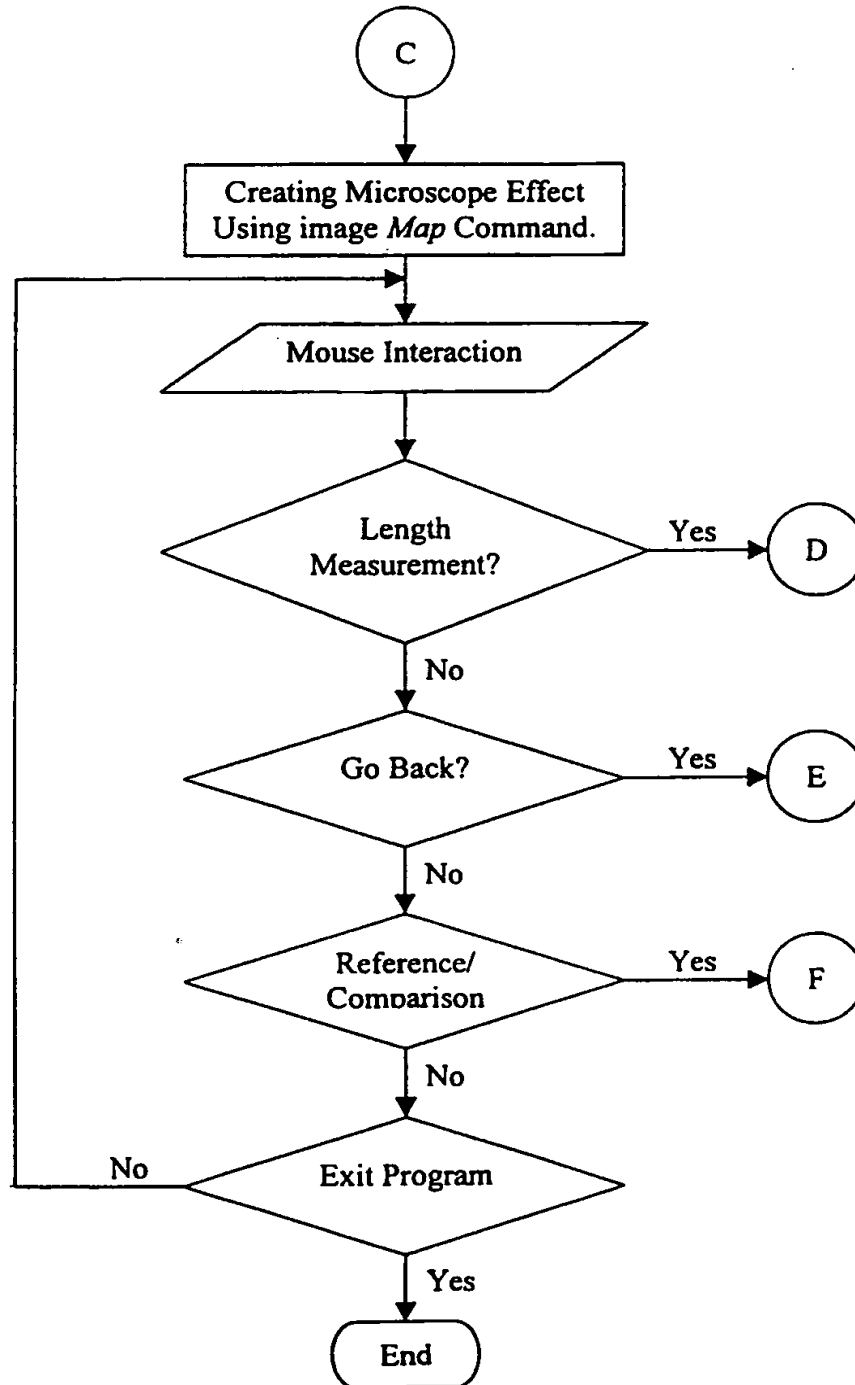 C
Creating Microscope Effect
Using image Map Command.
Mouse Interaction
Length
Measurement?
Yes
D
No
Go Back?
Yes
E
No
Reference/
Comparison
Yes
F
No
Exit Program
No
Yes
End